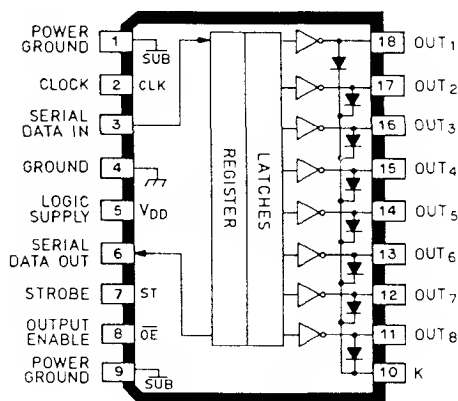 POWER
GROUND
1
SUB
CLOCK
2
CLK
SERIAL
DATA IN
3
GROUND
4
LOGIC
SUPPLY
5
VDD
SERIAL
DATA OUT
6
STROBE
7
ST
OUTPUT
ENABLE
8
OE
POWER
GROUND
9
SUB
REGISTER
LATCHES
18
OUT1
17
OUT2
16
OUT3
15
OUT4
14
OUT5
13
OUT6
12
OUT7
11
OUT8
10
K